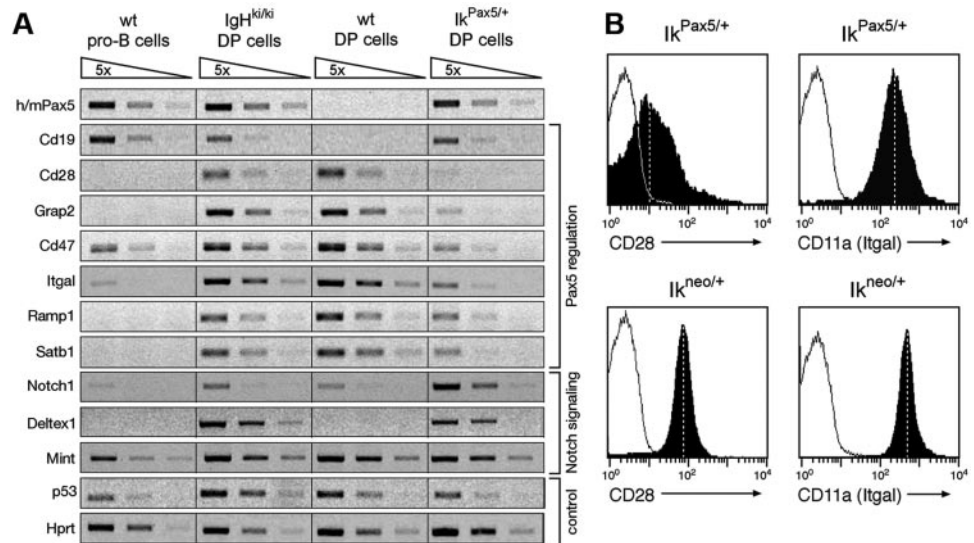 A
wt
pro-B cells
IgH^ki/ki
DP cells
wt
DP cells
Ik^Pax5/+
DP cells
5x
5x
5x
5x
h/mPax5
Cd19
Cd28
Grap2
Cd47
Itgal
Ramp1
Satb1
Notch1
Deltex1
Mint
p53
Hprt
Pax5 regulation
Notch signaling
control
B
Ik^Pax5/+
Ik^Pax5/+
10^0 10^2 10^4
10^0 10^2 10^4
CD28
CD11a (Itgal)
Ik^neo/+
Ik^neo/+
10^0 10^2 10^4
10^0 10^2 10^4
CD28
CD11a (Itgal)